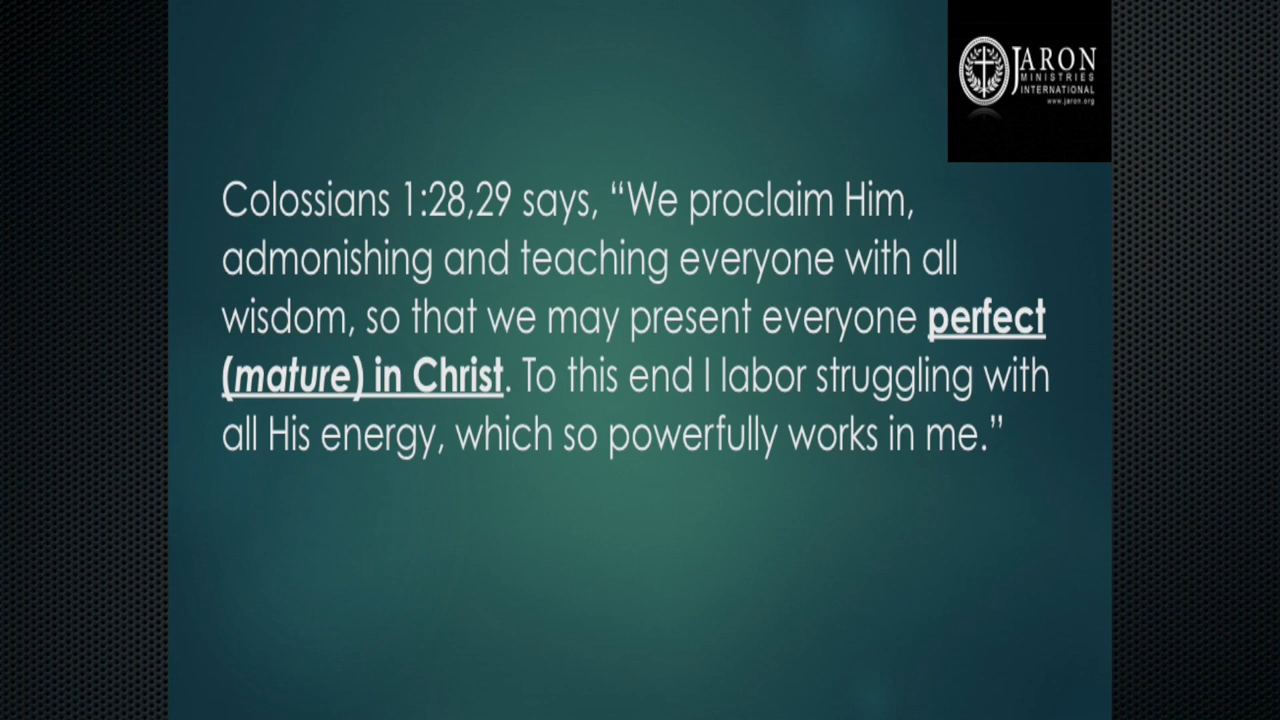 JARON
MINISTRIES
INTERNATIONAL
www.jaron.org
Colossians 1:28,29 says, “We proclaim Him,
admonishing and teaching everyone with all
wisdom, so that we may present everyone perfect
(mature) in Christ. To this end I labor struggling with
all His energy, which so powerfully works in me.”